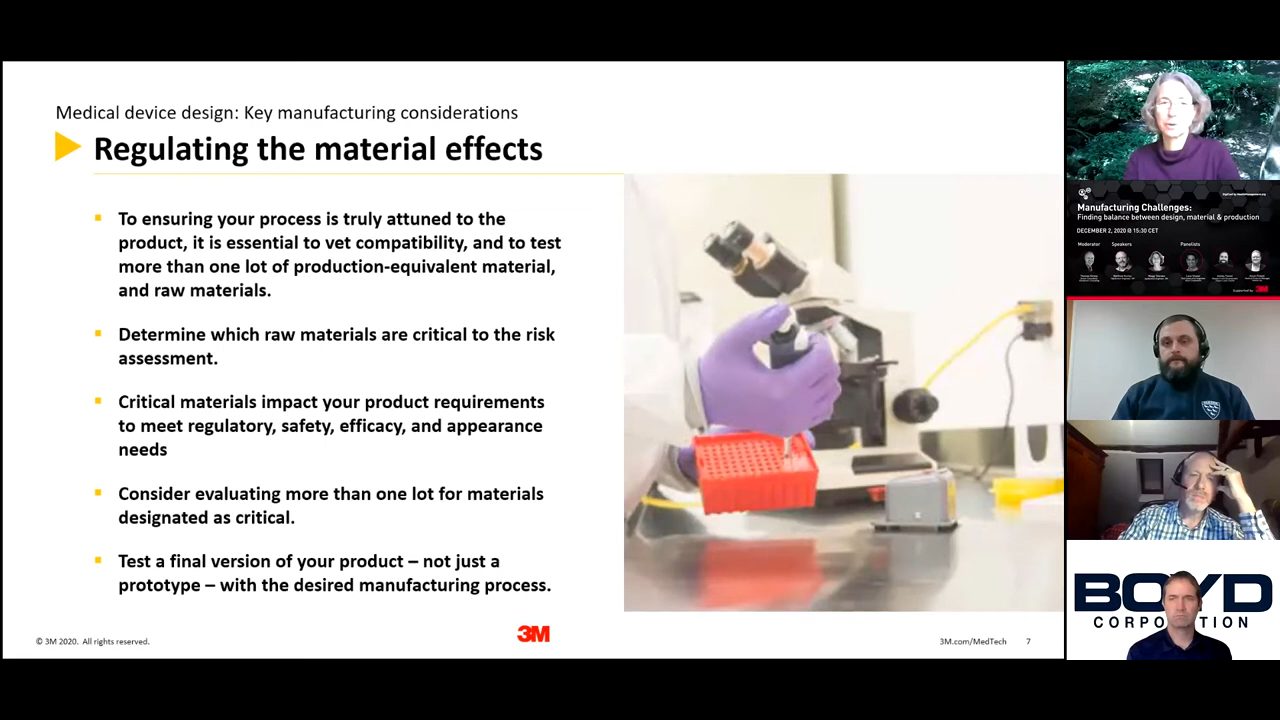 Medical device design: Key manufacturing considerations
Regulating the material effects
To ensuring your process is truly attuned to the
product, it is essential to vet compatibility, and to test
more than one lot of production-equivalent material,
and raw materials.
Determine which raw materials are critical to the risk
assessment.
Critical materials impact your product requirements
to meet regulatory, safety, efficacy, and appearance
needs
Consider evaluating more than one lot for materials
designated as critical.
Test a final version of your product – not just a
prototype – with the desired manufacturing process.
© 3M 2020. All rights reserved.
3M
3M.com/MedTech
7
Manufacturing Challenges:
Finding balance between design, material & production
DECEMBER 2, 2020 @ 15:30 CET
Moderator
Speakers
Panelists
Supported by 3M
BOYD
CORPORATION